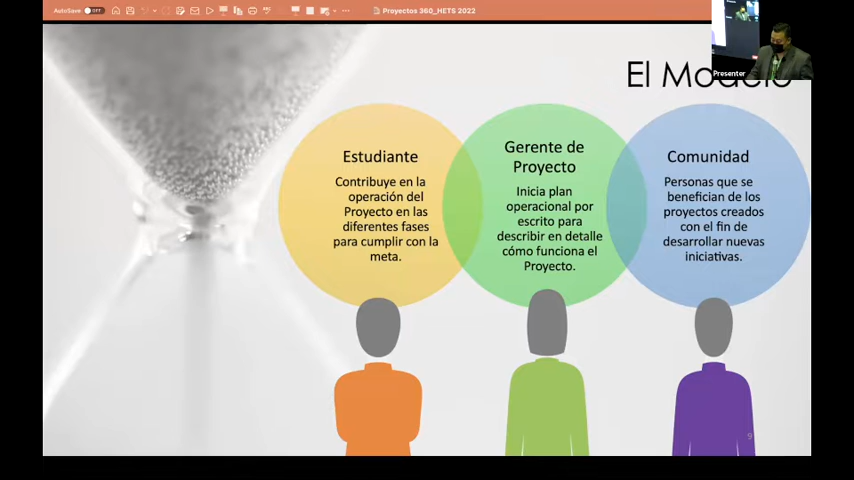 AutoSave OFF
Proyectos 360_HETS 2022
Presenter
El Modelo
Estudiante
Contribuye en la
operación del
Proyecto en las
diferentes fases
para cumplir con la
meta.
Gerente de
Proyecto
Inicia plan
operacional por
escrito para
describir en detalle
cómo funciona el
Proyecto.
Comunidad
Personas que se
benefician de los
proyectos creados
con el fin de
desarrollar nuevas
iniciativas.
9